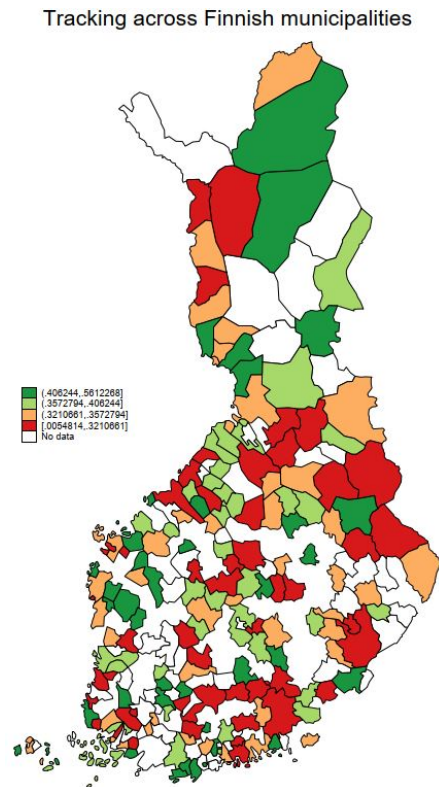 Tracking across Finnish municipalities
(.406244,.5612268]
(.3572794,.406244]
(.3210661,.3572794]
[.0054814,.3210661]
No data